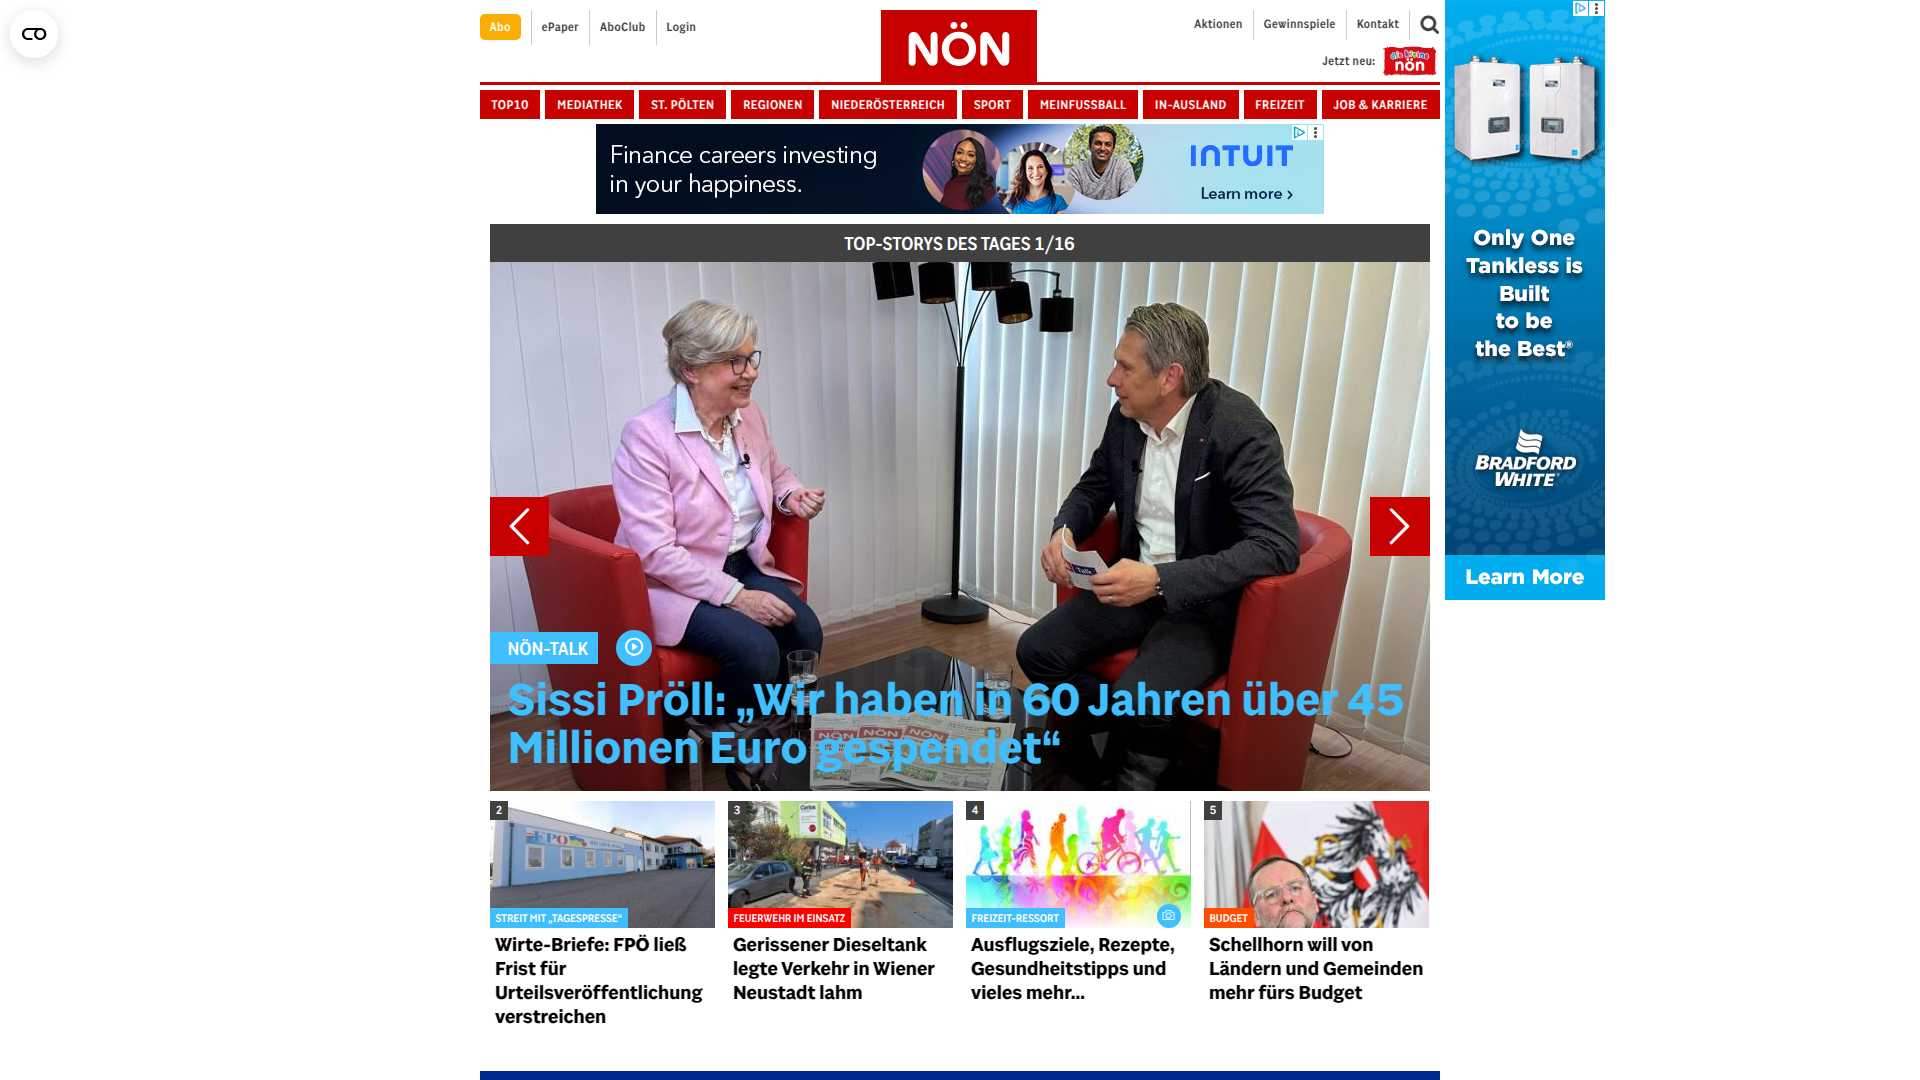 Abo
ePaper
AboClub
Login
NÖN
Aktionen
Gewinnspiele
Kontakt
Jetzt neu:
die kleine
nön
TOP10
MEDIATHEK
ST. PÖLTEN
REGIONEN
NIEDERÖSTERREICH
SPORT
MEINFUSSBALL
IN-AUSLAND
FREIZEIT
JOB & KARRIERE
Finance careers investing
in your happiness.
INTUIT
Learn more ›
Only One
Tankless is
Built
to be
the Best®
BRADFORD
WHITE®
Learn More
TOP-STORYS DES TAGES 1/16
Talk
NÖN-TALK
Sissi Pröll: „Wir haben in 60 Jahren über 45
Millionen Euro gespendet“
NÖN NÖN NÖN
2
FPÖ
STREIT MIT „TAGESPRESSE“
Wirte-Briefe: FPÖ ließ
Frist für
Urteilsveröffentlichung
verstreichen
3
FEUERWEHR IM EINSATZ
Gerissener Dieseltank
legte Verkehr in Wiener
Neustadt lahm
4
FREIZEIT-RESSORT
Ausflugsziele, Rezepte,
Gesundheitstipps und
vieles mehr...
5
BUDGET
Schellhorn will von
Ländern und Gemeinden
mehr fürs Budget